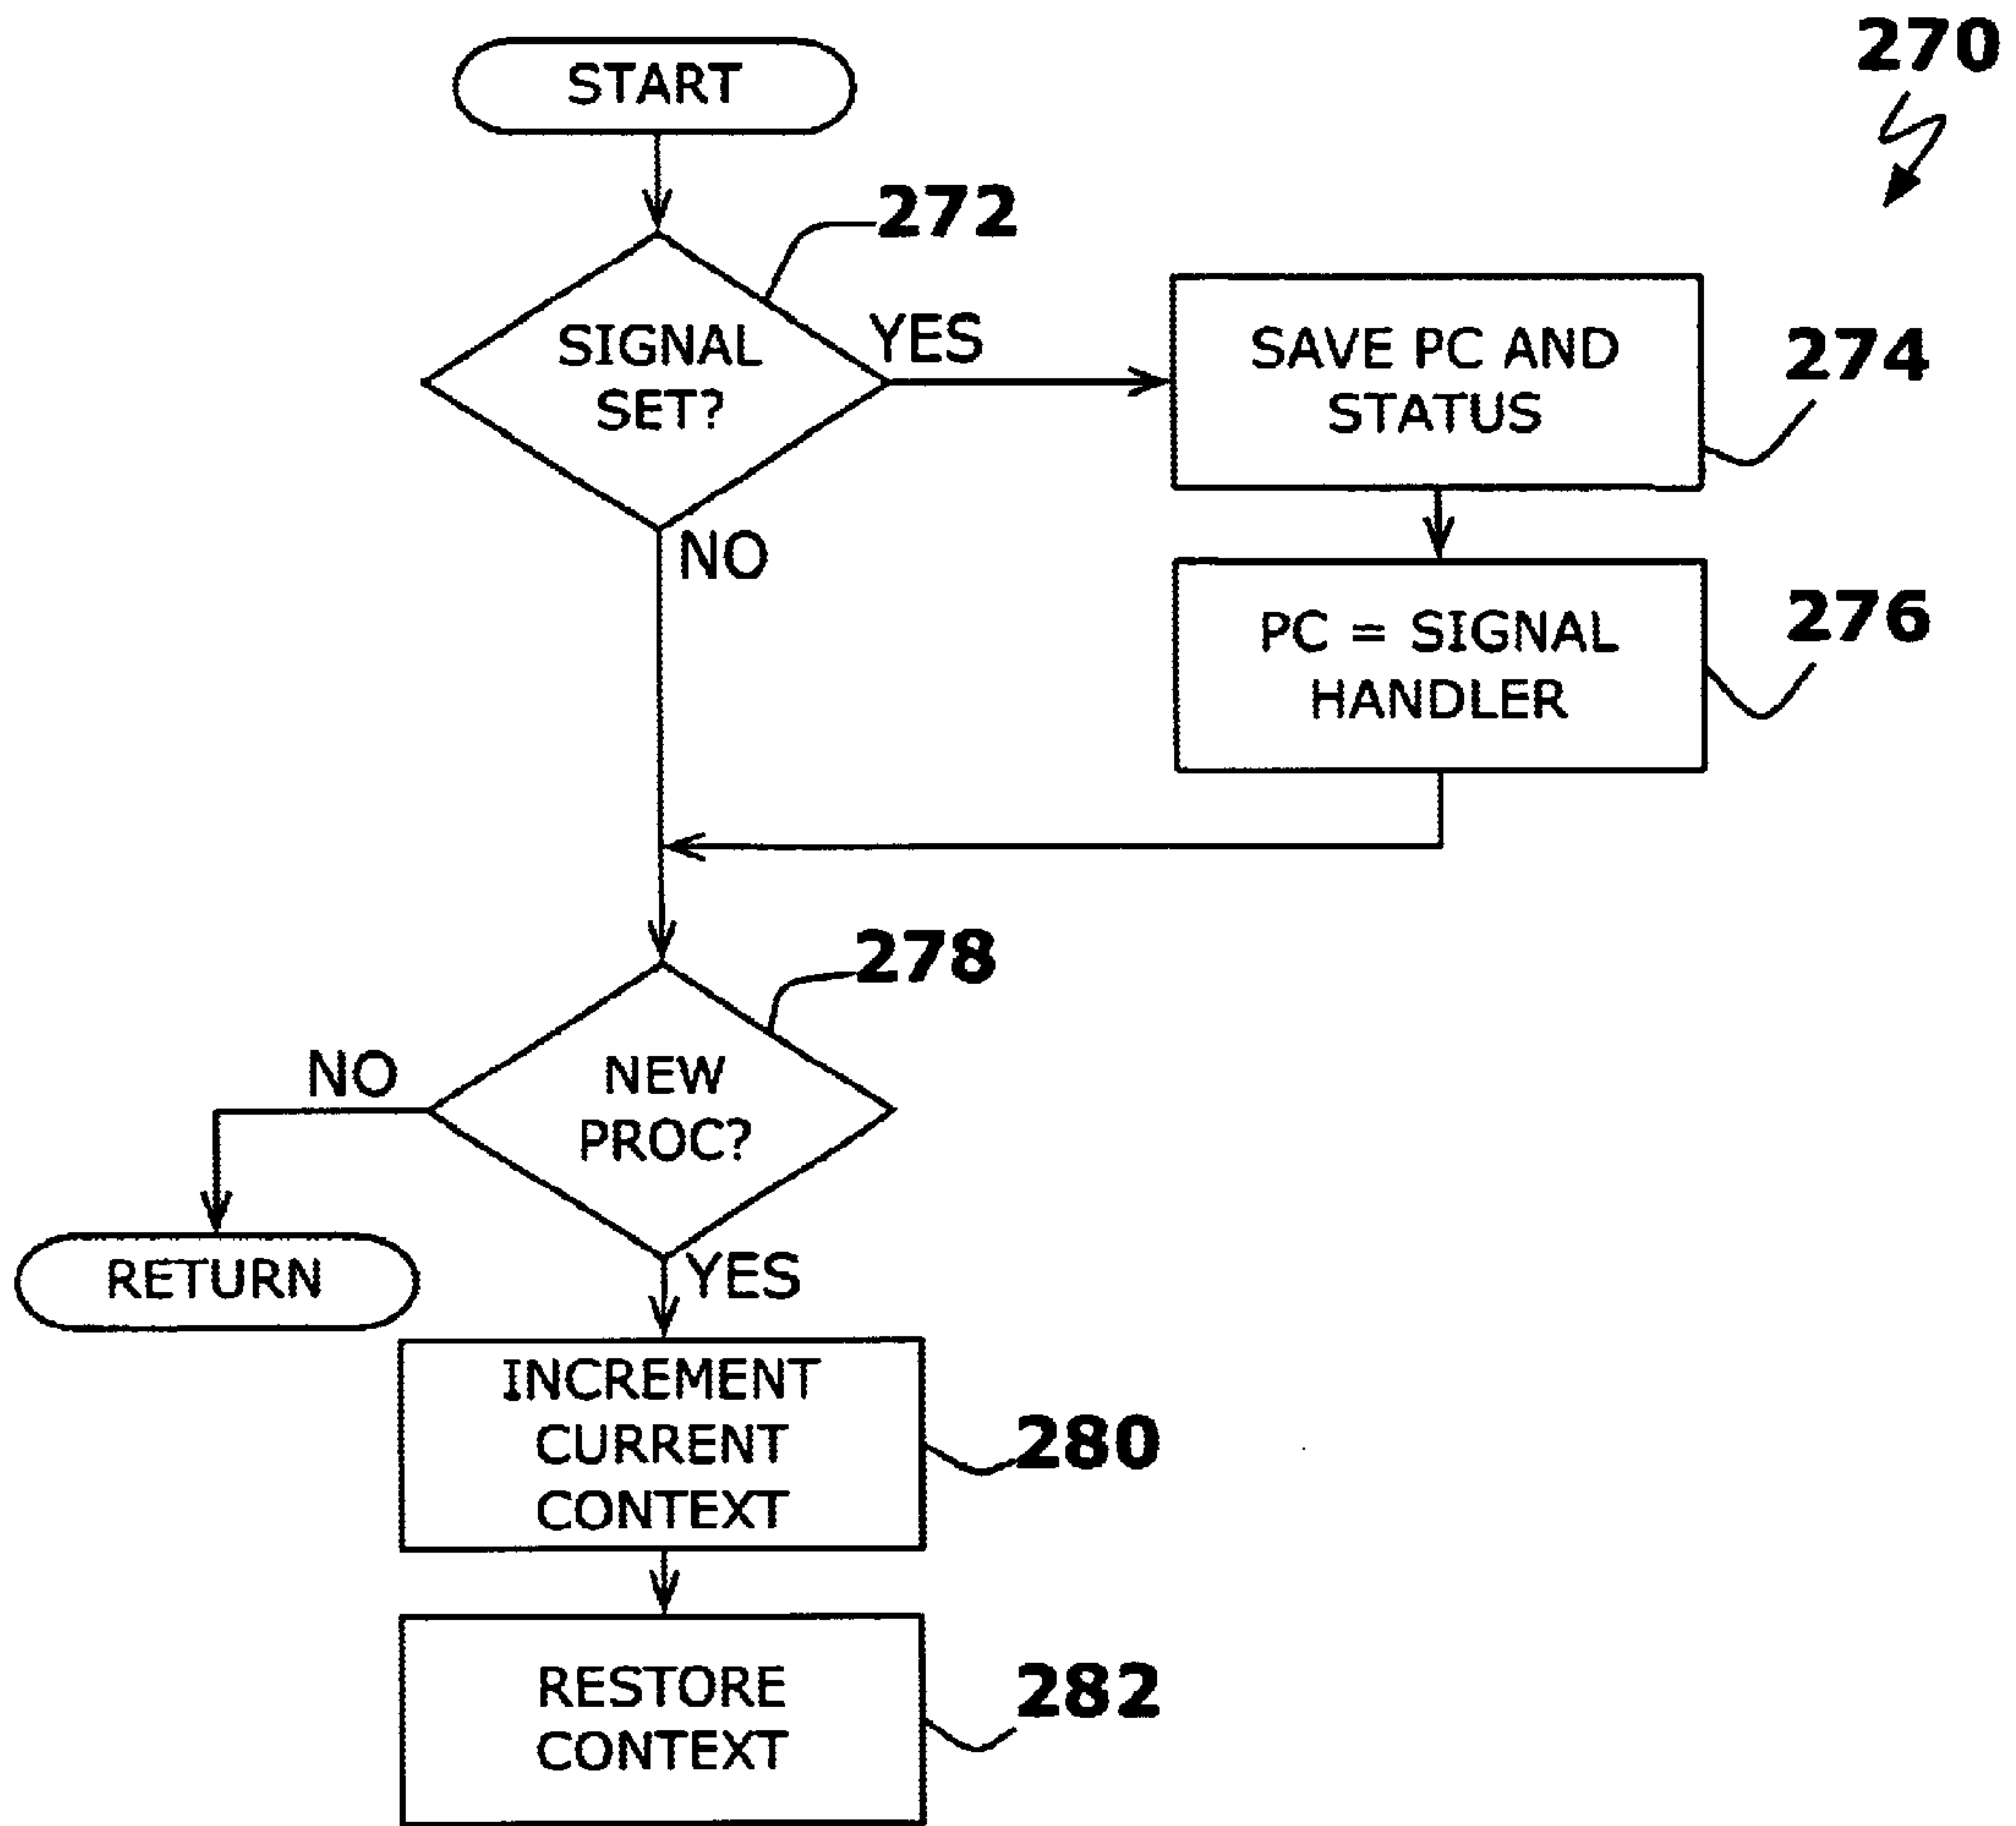 270
START
272
SIGNAL
SET?
YES
SAVE PC AND
STATUS
274
NO
PC = SIGNAL
HANDLER
276
278
NEW
PROC?
NO
RETURN
YES
INCREMENT
CURRENT
CONTEXT
280
RESTORE
CONTEXT
282